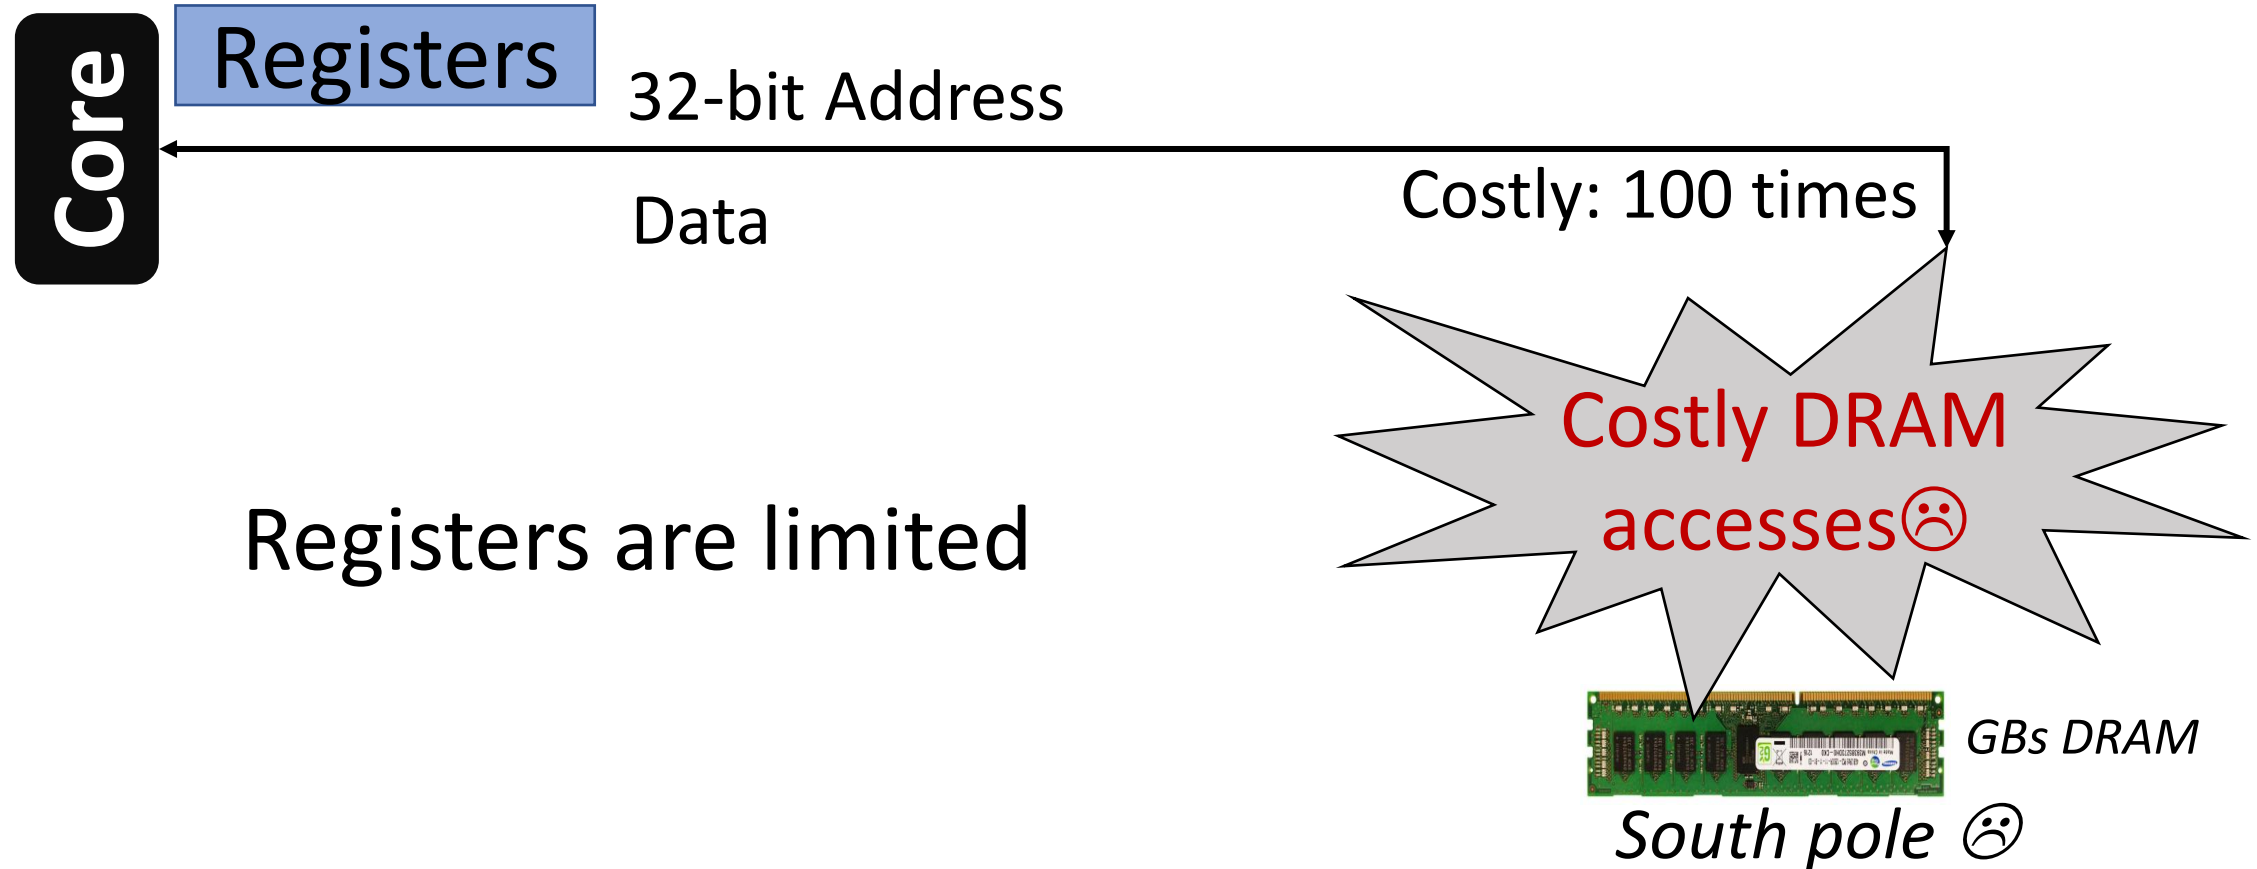 Core
Registers
32-bit Address
Data
Costly: 100 times
Costly DRAM
accesses☹
Registers are limited
GBs DRAM
South pole ☹